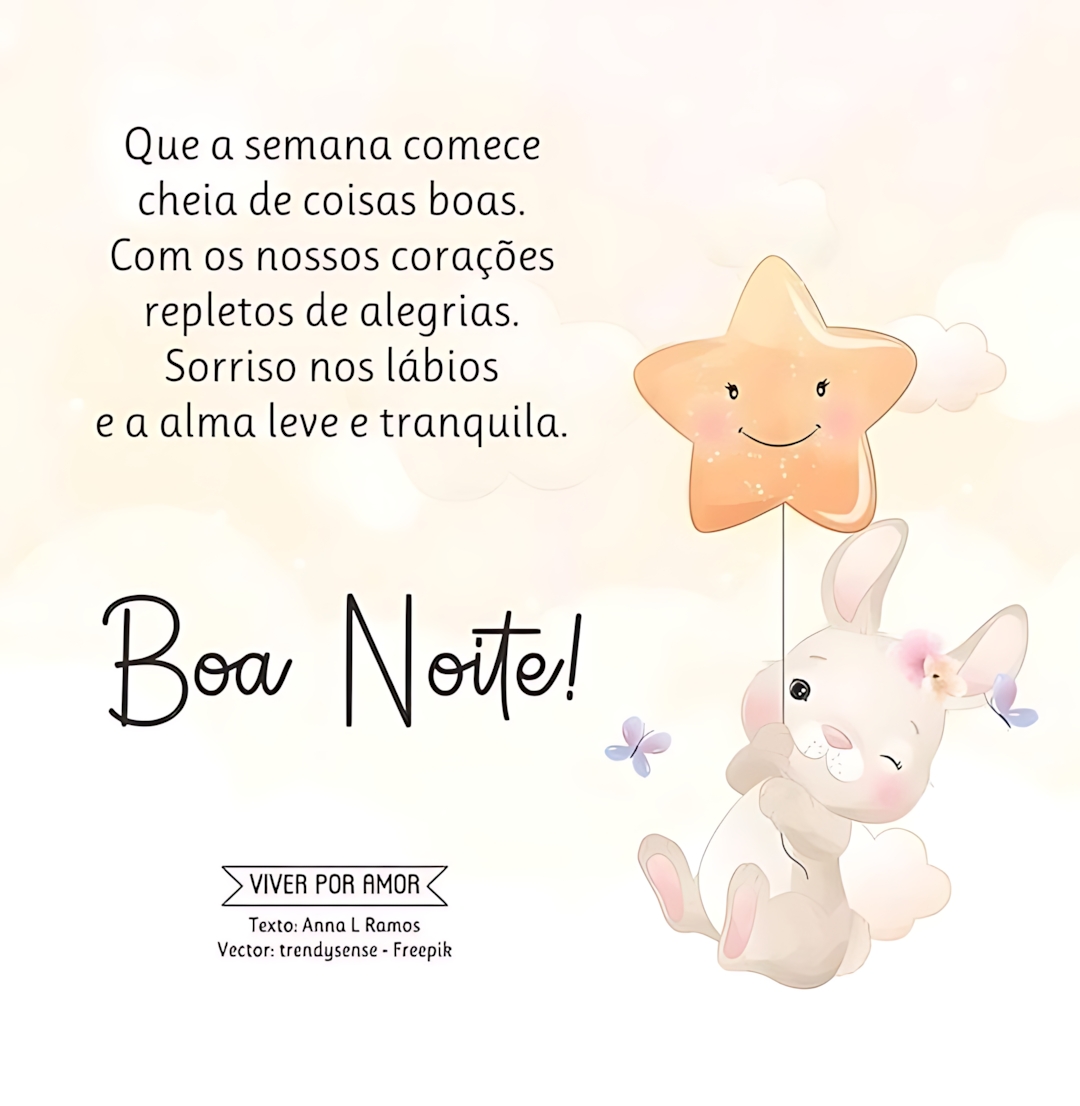 Que a semana comece
cheia de coisas boas.
Com os nossos corações
repletos de alegrias.
Sorriso nos lábios
e a alma leve e tranquila.
Boa Noite!
VIVER POR AMOR
Texto: Anna L Ramos
Vector: trendysense - Freepik